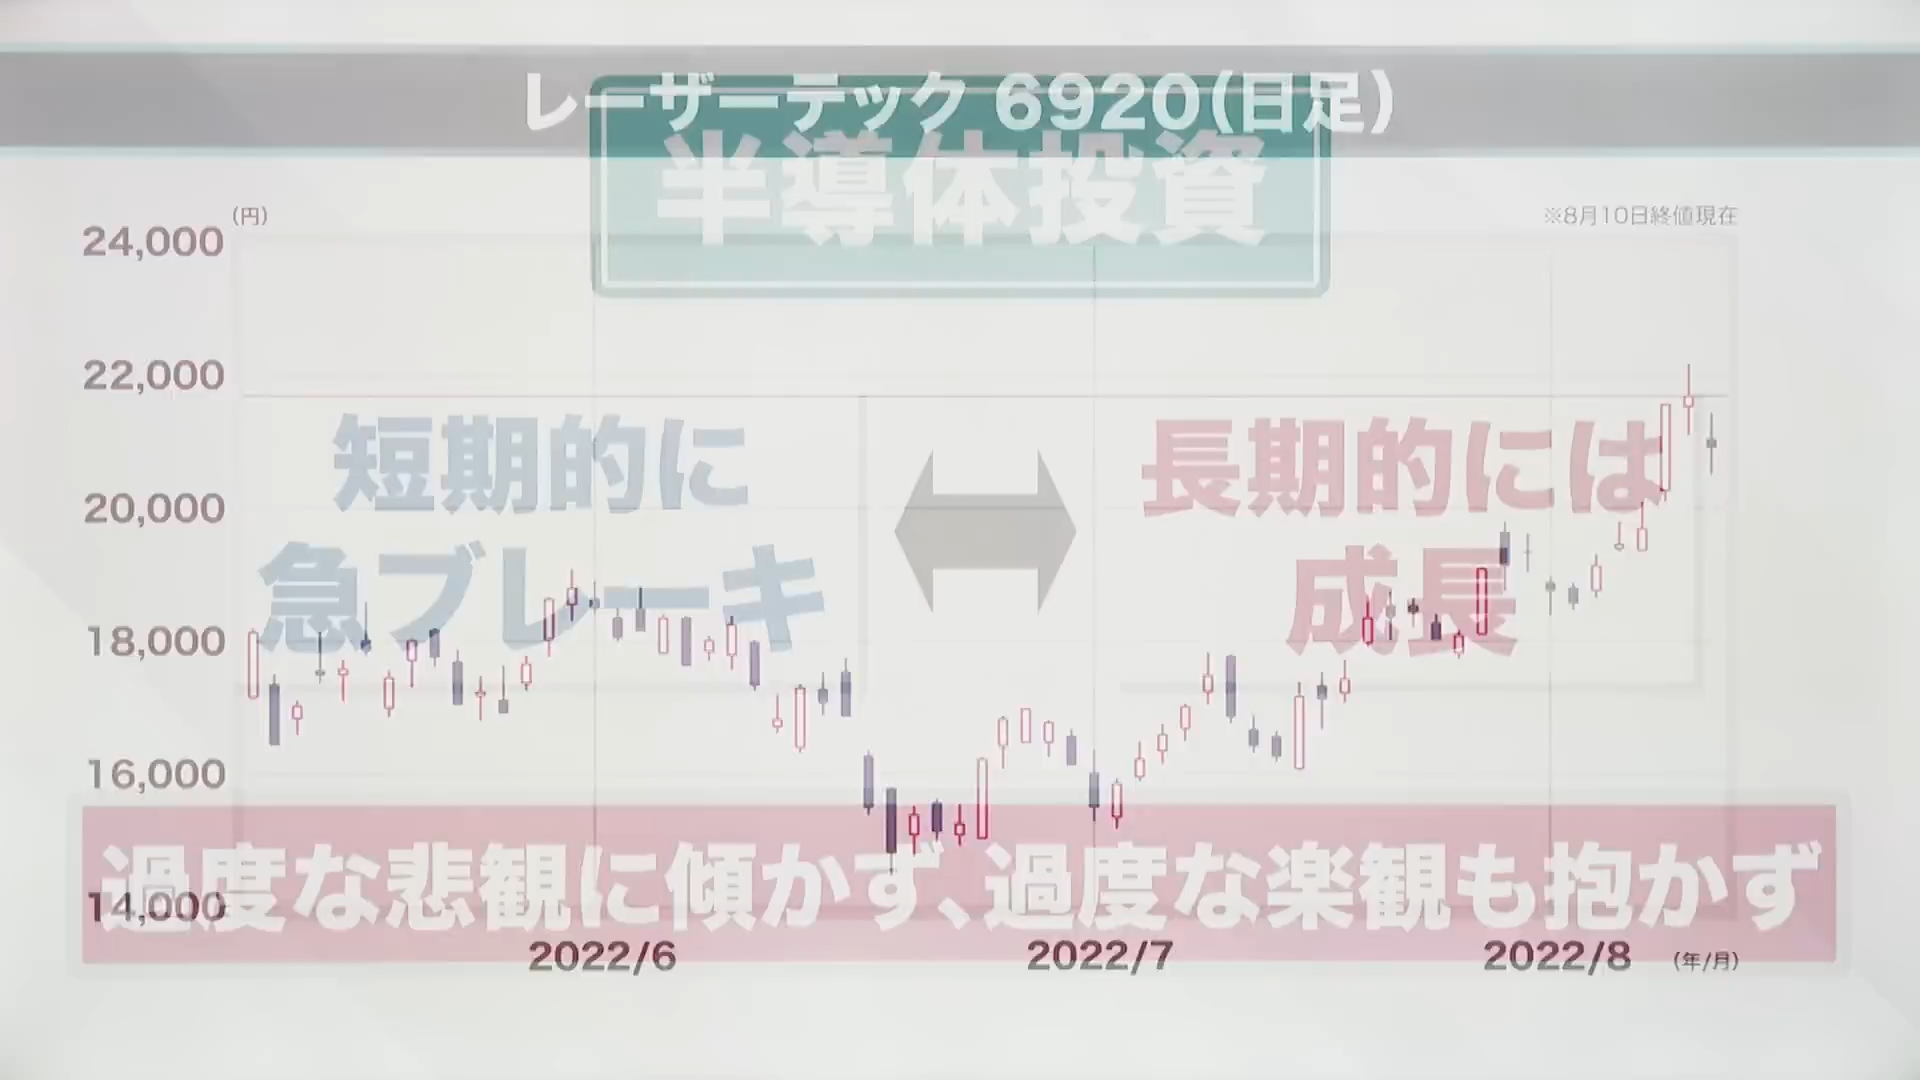 レーザーテック 6920(日足)
半導体投資
(円)
※8月10日終値現在
24,000
22,000
20,000
18,000
16,000
14,000
短期的に
急ブレーキ
長期的には
成長
過度な悲観に傾かず、過度な楽観も抱かず
2022/6
2022/7
2022/8
(年/月)